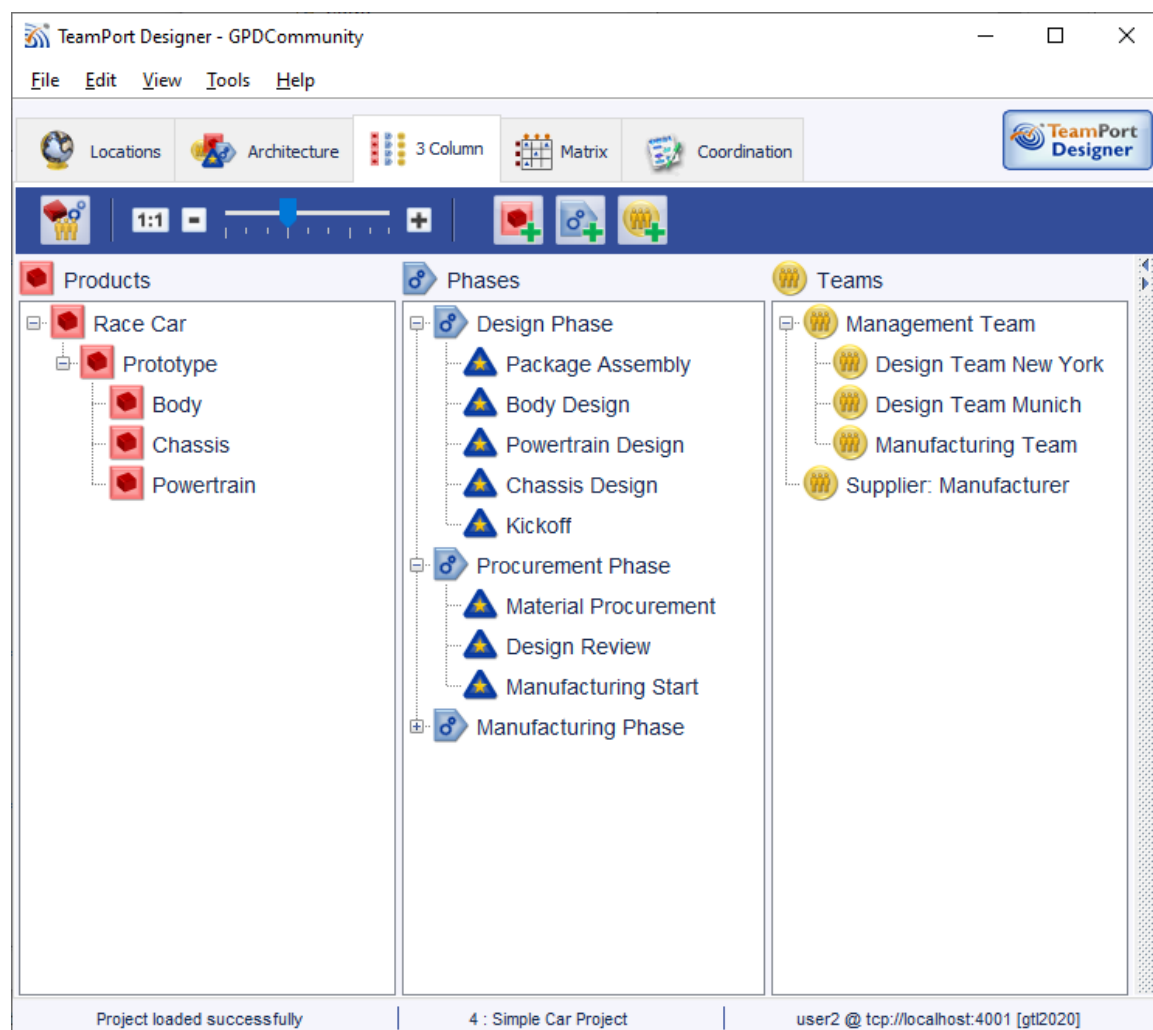 TeamPort Designer - GPDCommunity
File Edit View Tools Help
Locations Architecture 3 Column Matrix Coordination
TeamPort
Designer
1:1
Products Phases Teams
Race Car
Prototype
Body
Chassis
Powertrain
Design Phase
Package Assembly
Body Design
Powertrain Design
Chassis Design
Kickoff
Procurement Phase
Material Procurement
Design Review
Manufacturing Start
Manufacturing Phase
Management Team
Design Team New York
Design Team Munich
Manufacturing Team
Supplier: Manufacturer
Project loaded successfully 4 : Simple Car Project user2 @ tcp://localhost:4001 [gtl2020]